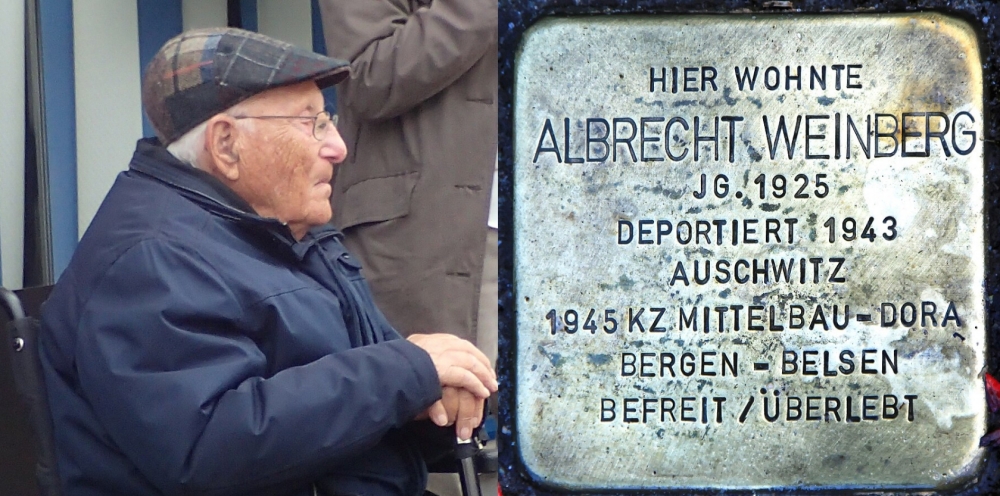 HIER WOHNTE
ALBRECHT WEINBERG
JG. 1925
DEPORTIERT 1943
AUSCHWITZ
1945 KZ MITTELBAU-DORA
BERGEN - BELSEN
BEFREIT / ÜBERLEBT